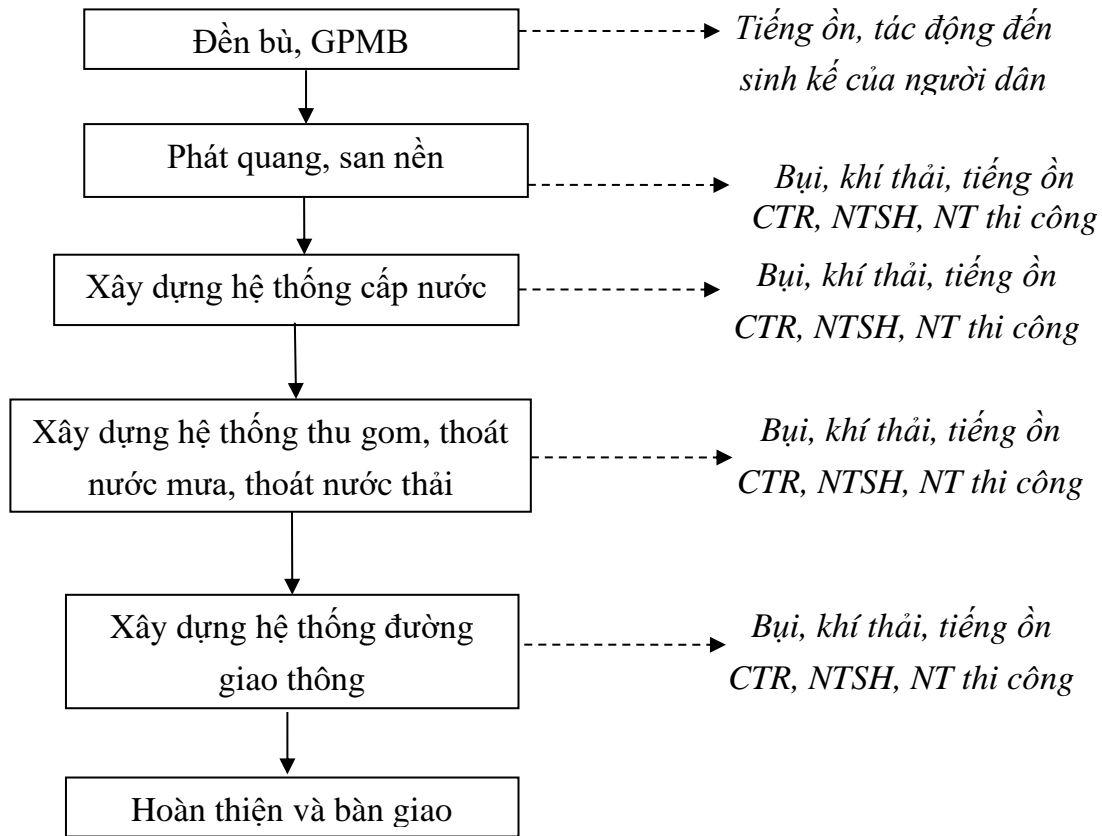 Đền bù, GPMB
Tiếng ồn, tác động đến
sinh kế của người dân
Phát quang, san nền
Bụi, khí thải, tiếng ồn
CTR, NTSH, NT thi công
Xây dựng hệ thống cấp nước
Bụi, khí thải, tiếng ồn
CTR, NTSH, NT thi công
Xây dựng hệ thống thu gom, thoát
nước mưa, thoát nước thải
Bụi, khí thải, tiếng ồn
CTR, NTSH, NT thi công
Xây dựng hệ thống đường
giao thông
Bụi, khí thải, tiếng ồn
CTR, NTSH, NT thi công
Hoàn thiện và bàn giao